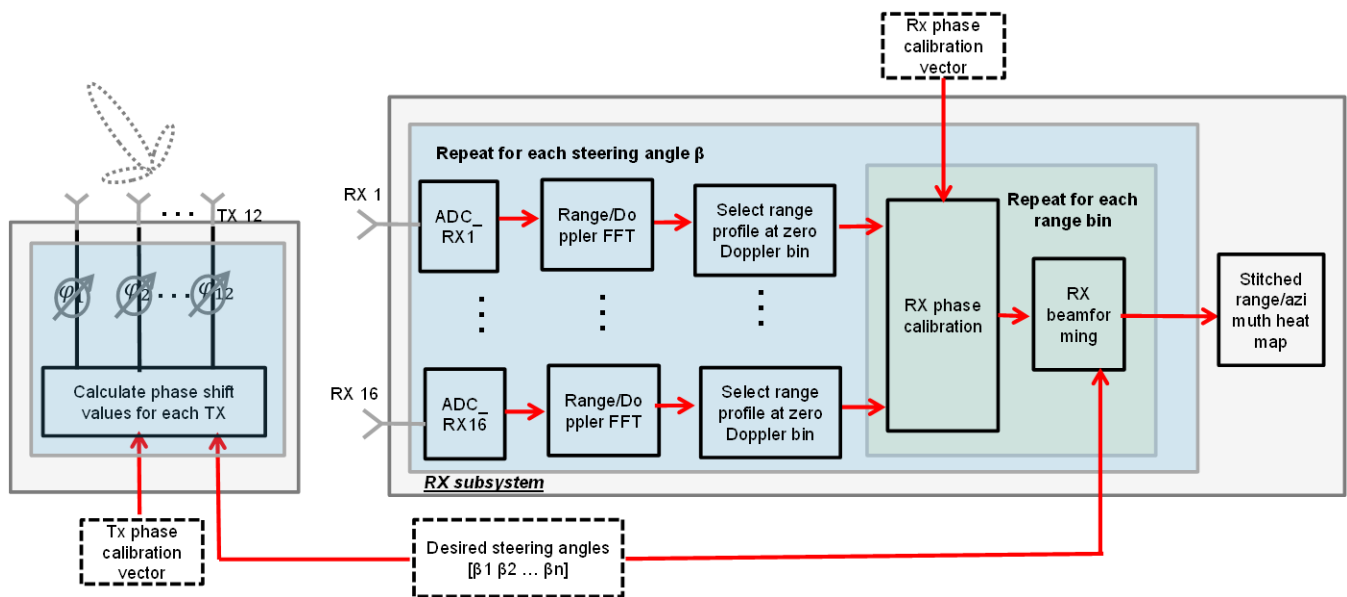 Rx phase
calibration
vector
Repeat for each steering angle β
RX 1
ADC_
RX1
Range/Do
ppler FFT
Select range
profile at zero
Doppler bin
Repeat for each
range bin
. . .
TX 12
φ1
φ2
. . .
φ12
Calculate phase shift
values for each TX
RX phase
calibration
RX
beamfor
ming
Stitched
range/azi
muth heat
map
RX 16
ADC_
RX16
Range/Do
ppler FFT
Select range
profile at zero
Doppler bin
RX subsystem
Tx phase
calibration
vector
Desired steering angles
[β1 β2 ... βn]